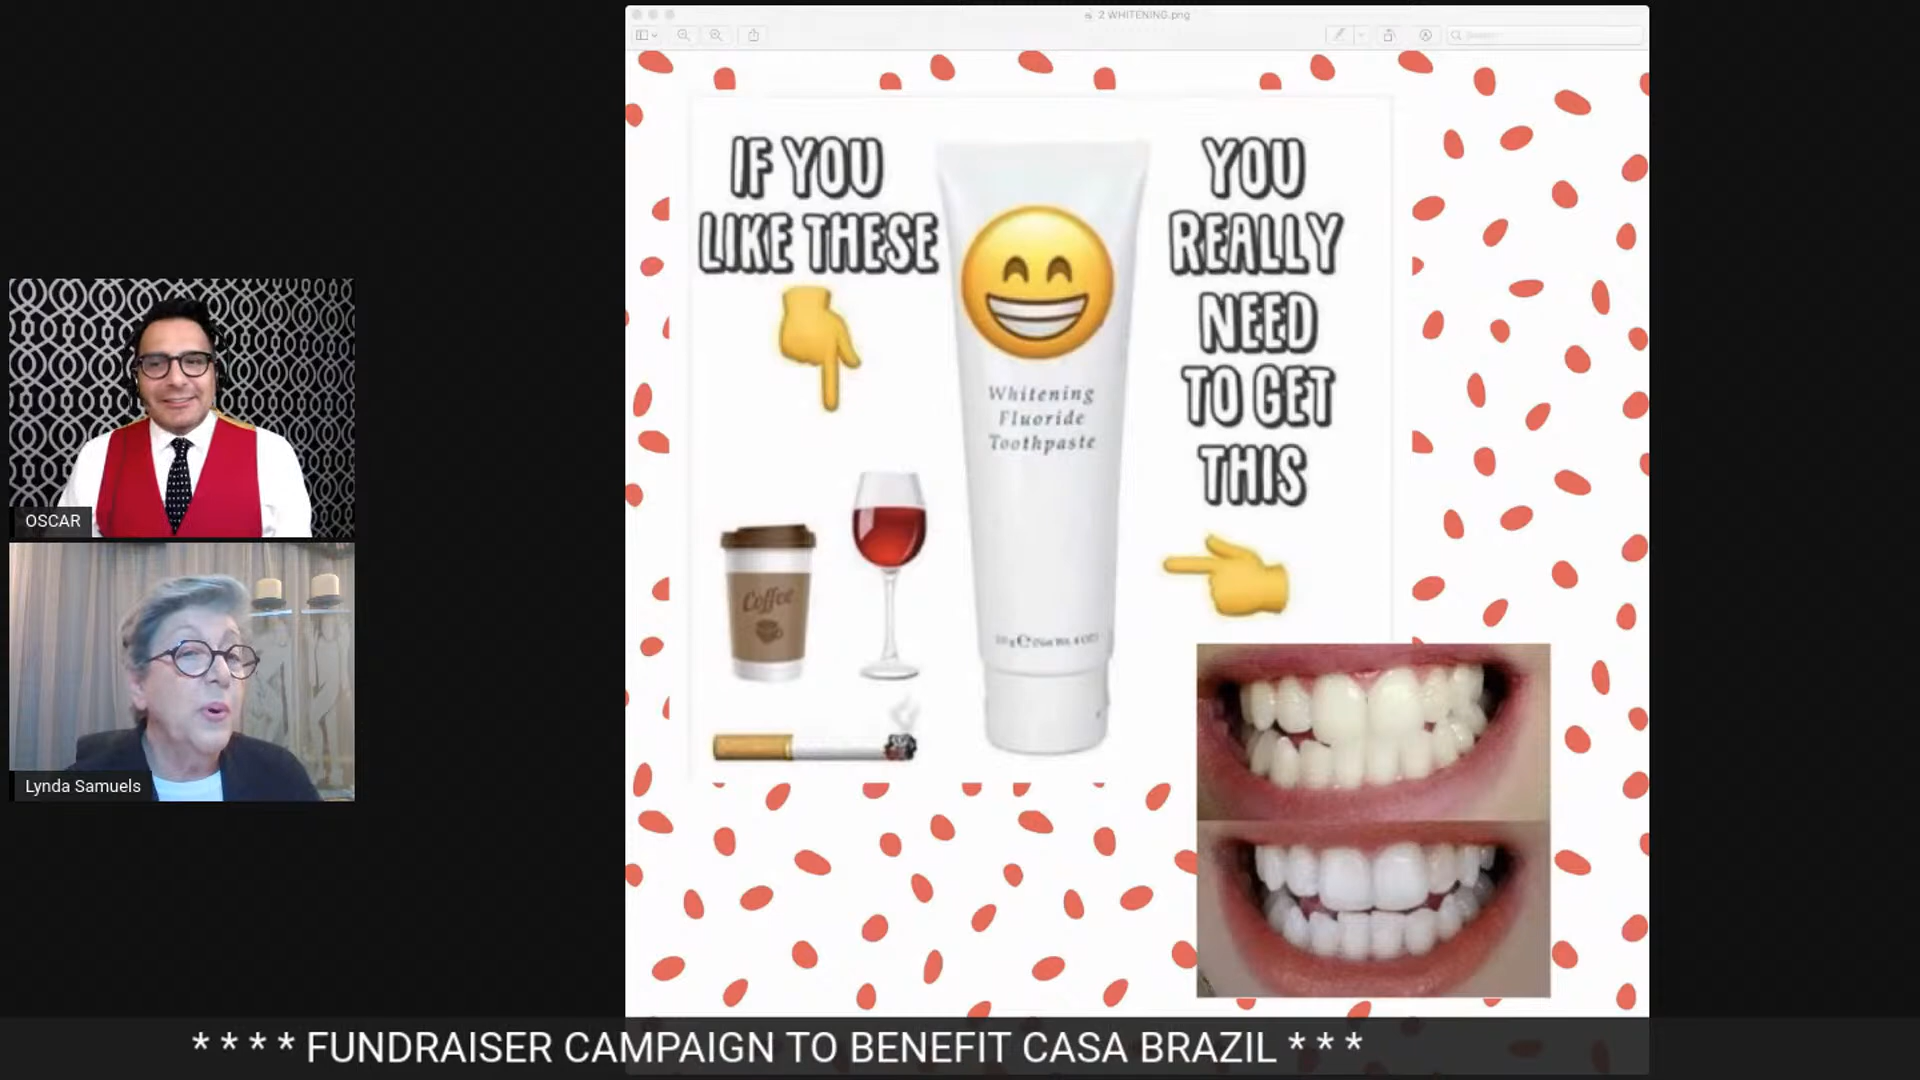 2 WHITENING.png
IF YOU
LIKE THESE
YOU
REALLY
NEED
TO GET
THIS
Whitening
Fluoride
Toothpaste
Coffee
OSCAR
Lynda Samuels
* * * * FUNDRAISER CAMPAIGN TO BENEFIT CASA BRAZIL * * *